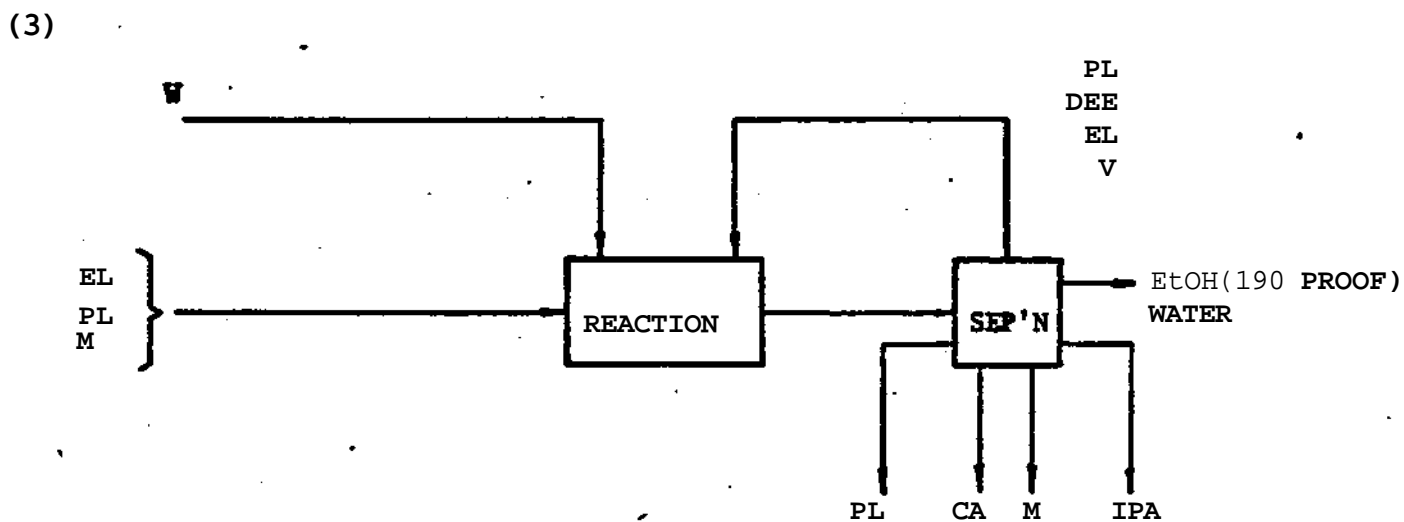 (3)
W
PL
DEE
EL
V
EL
PL
M
REACTION
SEP'N
EtOH(190 PROOF)
WATER
PL CA M IPA